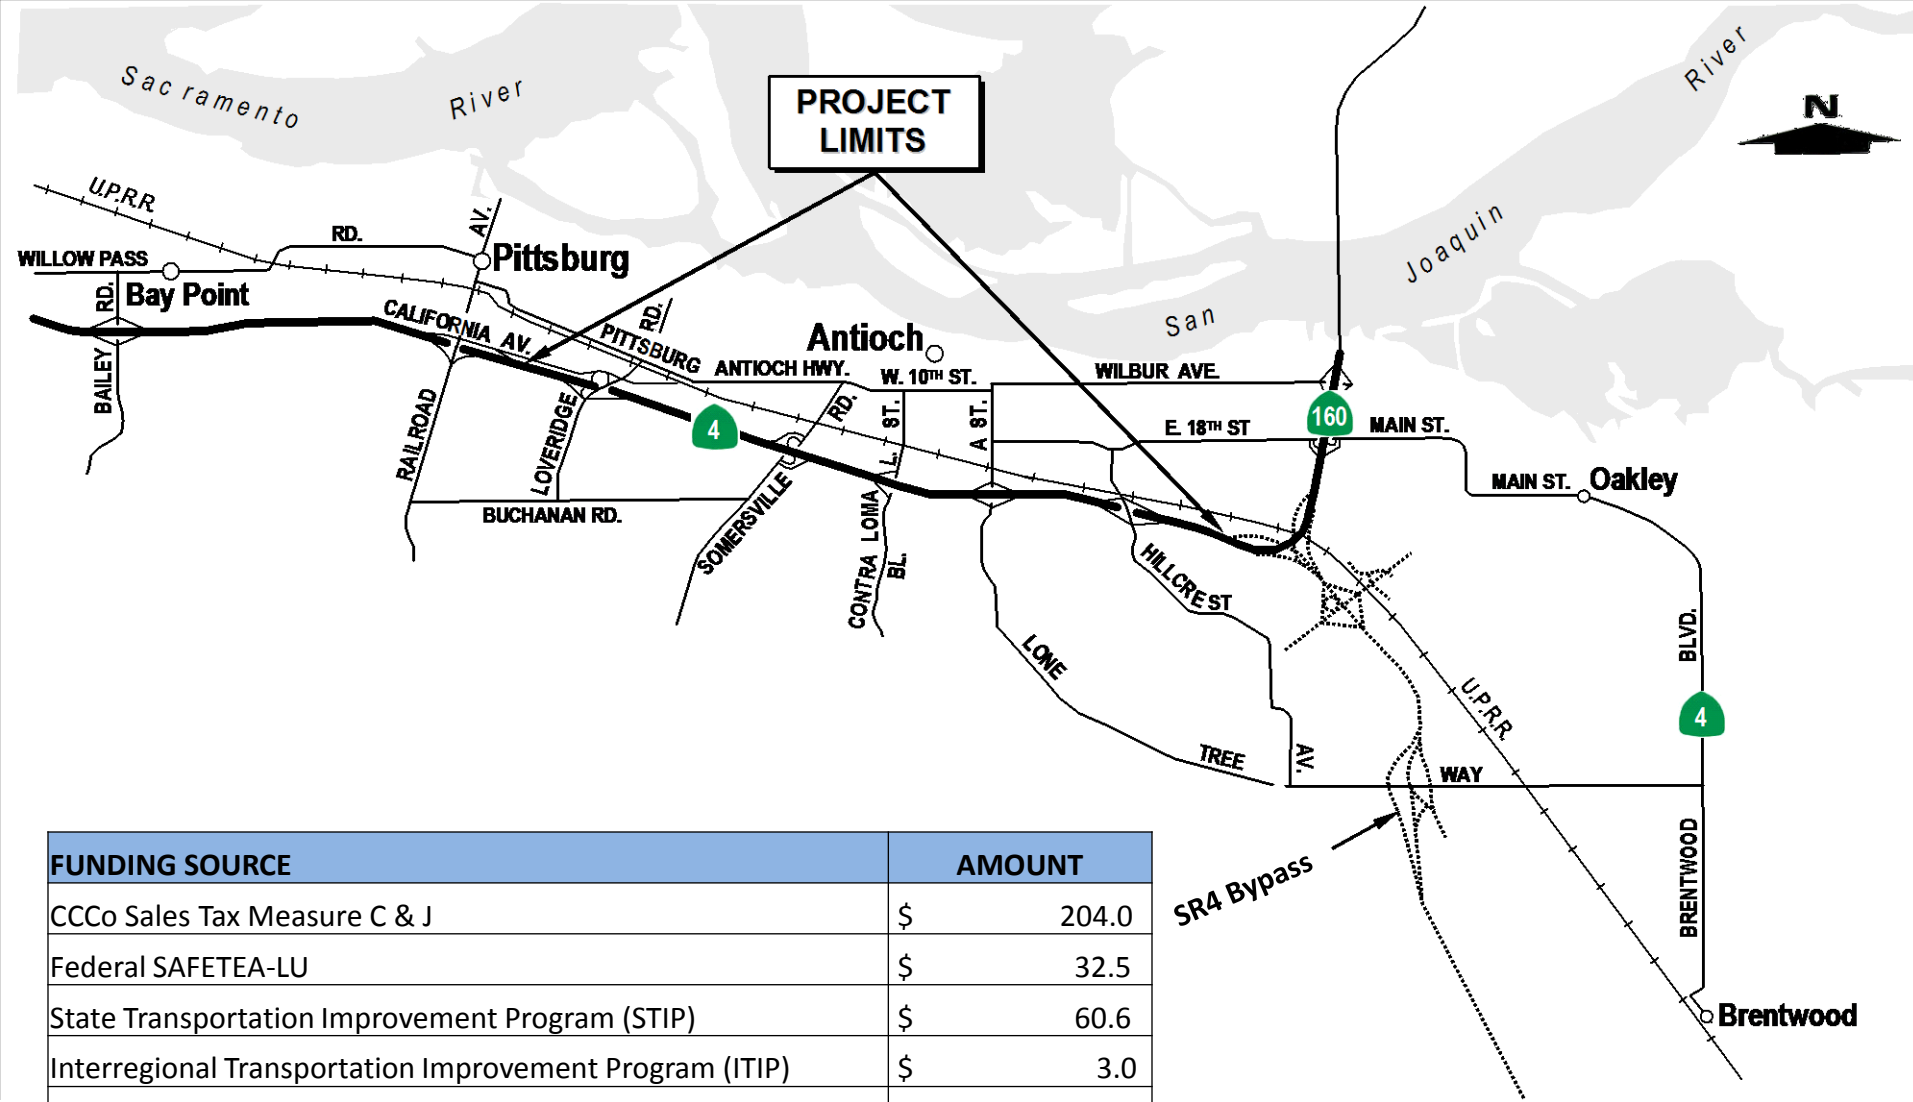 Sacramento
River
River
PROJECT
LIMITS
N
U.P.R.R.
AV.
RD.
WILLOW PASS
Pittsburg
San
Joaquin
RD.
Bay Point
CALIFORNIA AV.
PITTSBURG
RD.
Antioch
ANTIOCH HWY.
W. 10TH ST.
WILBUR AVE.
BAILEY
RAILROAD
LOVERIDGE
4
RD.
L. ST.
A ST.
E. 18TH ST
160
MAIN ST.
MAIN ST.
Oakley
BUCHANAN RD.
SOMERSVILLE
CONTRA LOMA
BL.
HILLCREST
LONE
BLVD.
U.P.R.R.
4
TREE
AV.
WAY
SR4 Bypass
BRENTWOOD
Brentwood
FUNDING SOURCE AMOUNT
CCCo Sales Tax Measure C & J $ 204.0
Federal SAFETEA-LU $ 32.5
State Transportation Improvement Program (STIP) $ 60.6
Interregional Transportation Improvement Program (ITIP) $ 3.0